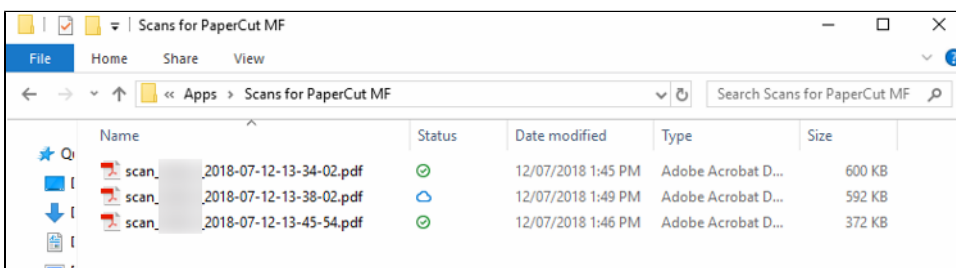 Scans for PaperCut MF
File Home Share View
« Apps > Scans for PaperCut MF Search Scans for PaperCut MF
Name Status Date modified Type Size
scan_ _2018-07-12-13-34-02.pdf 12/07/2018 1:45 PM Adobe Acrobat D... 600 KB
scan_ _2018-07-12-13-38-02.pdf 12/07/2018 1:49 PM Adobe Acrobat D... 592 KB
scan_ _2018-07-12-13-45-54.pdf 12/07/2018 1:46 PM Adobe Acrobat D... 372 KB